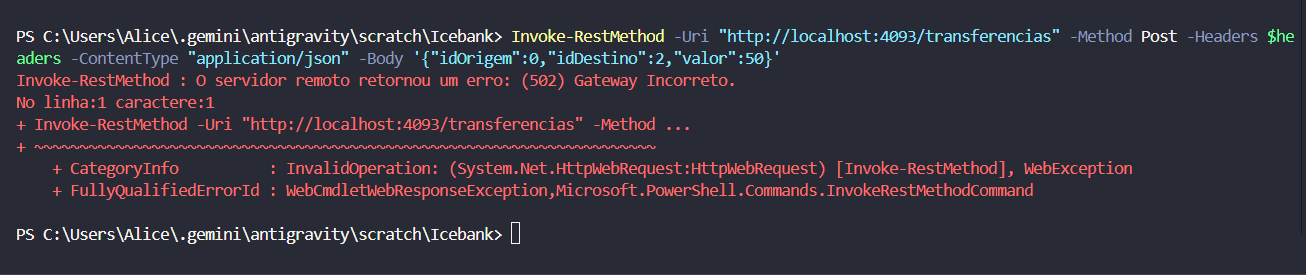 PS C:\Users\Alice\.gemini\antigravity\scratch\Icebank> Invoke-RestMethod -Uri "http://localhost:4093/transferencias" -Method Post -Headers $he
aders -ContentType "application/json" -Body '{"idOrigem":0,"idDestino":2,"valor":50}'
Invoke-RestMethod : O servidor remoto retornou um erro: (502) Gateway Incorreto.
No linha:1 caractere:1
+ Invoke-RestMethod -Uri "http://localhost:4093/transferencias" -Method ...
+ ~~~~~~~~~~~~~~~~~~~~~~~~~~~~~~~~~~~~~~~~~~~~~~~~~~~~~~~~~~~~~~~~~~~~~
    + CategoryInfo          : InvalidOperation: (System.Net.HttpWebRequest:HttpWebRequest) [Invoke-RestMethod], WebException
    + FullyQualifiedErrorId : WebCmdletWebResponseException,Microsoft.PowerShell.Commands.InvokeRestMethodCommand
PS C:\Users\Alice\.gemini\antigravity\scratch\Icebank>